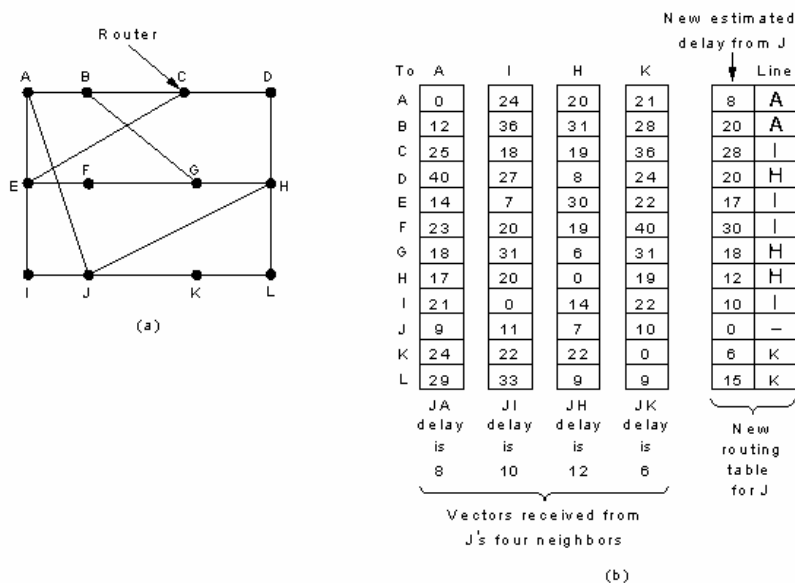 Router
A B C D
E F G H
I J K L
(a)
New estimated
delay from J
To A I H K Line
A 0 24 20 21 8 A
B 12 36 31 28 20 A
C 25 18 19 36 28 I
D 40 27 8 24 20 H
E 14 7 30 22 17 I
F 23 20 19 40 30 I
G 18 31 6 31 18 H
H 17 20 0 19 12 H
I 21 0 14 22 10 I
J 9 11 7 10 0 –
K 24 22 22 0 6 K
L 29 33 9 9 15 K
JA delay is 8
JI delay is 10
JH delay is 12
JK delay is 6
New
routing
table
for J
Vectors received from
J's four neighbors
(b)